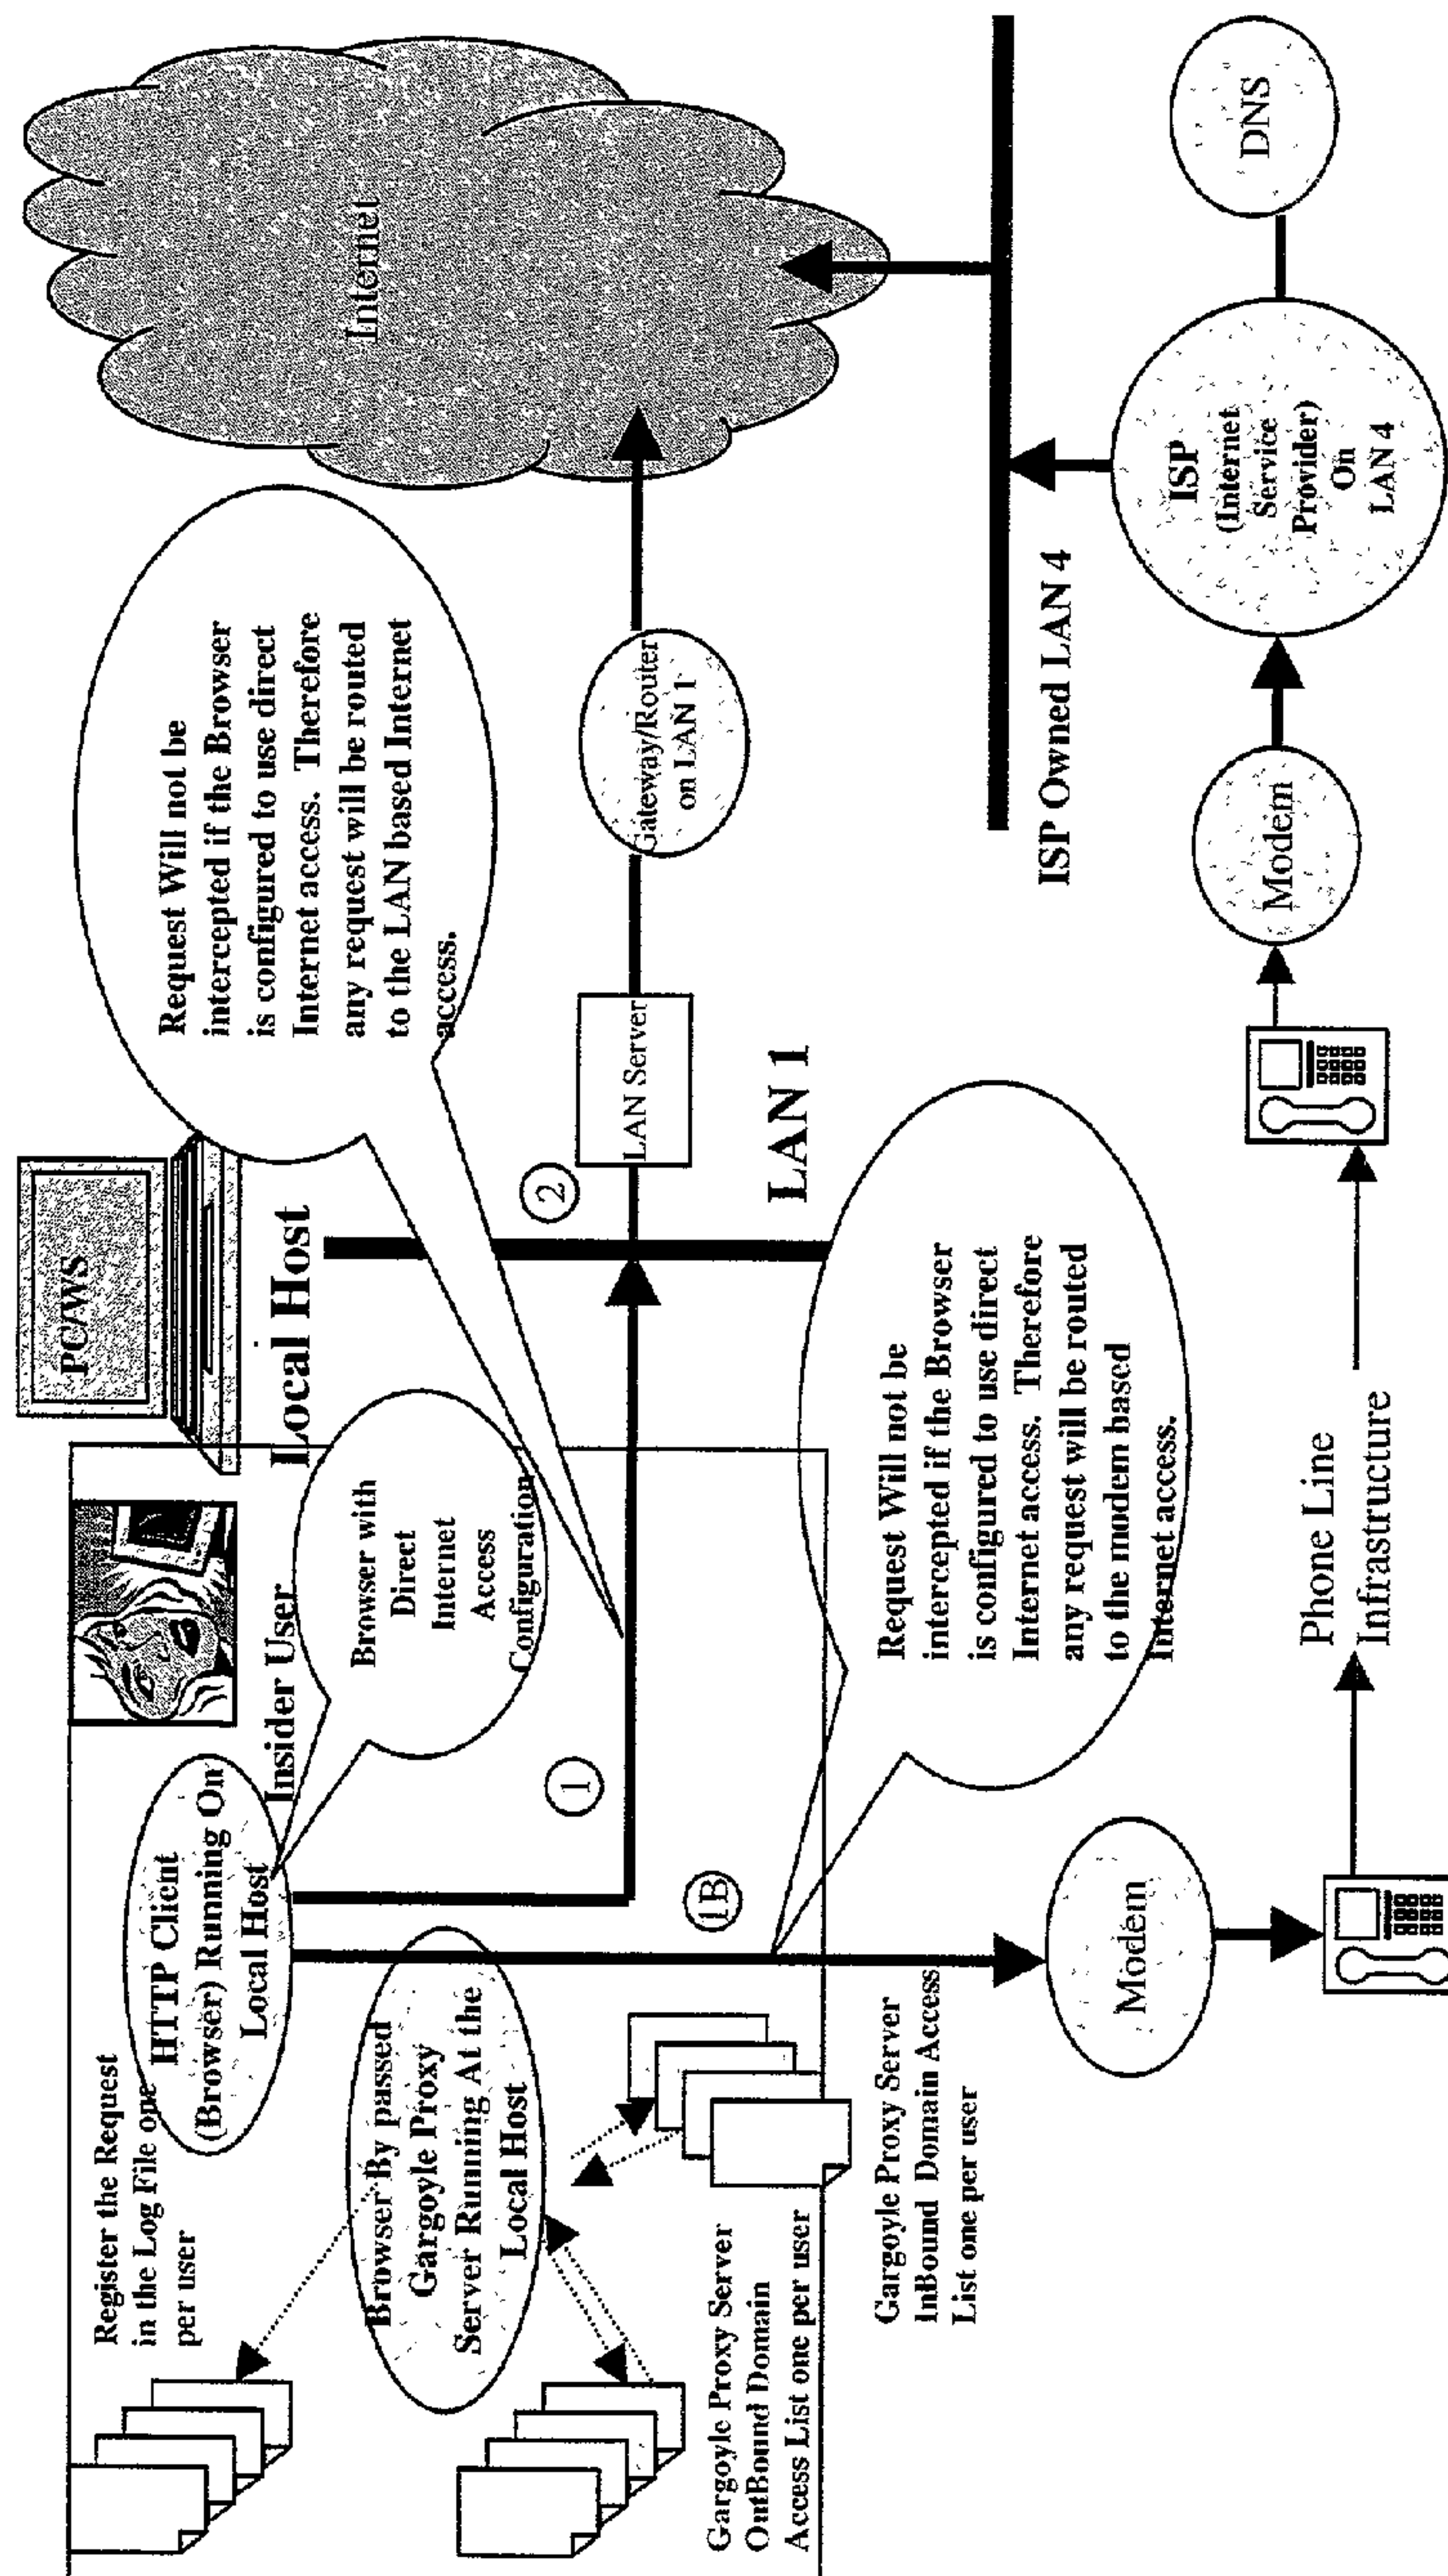 Register the Request
in the Log File one
per user
HTTP Client
(Browser) Running On
Local Host
Insider User
PC/WS
Local Host
Browser with
Direct
Internet
Access
Configuration
Request Will not be
intercepted if the Browser
is configured to use direct
Internet access. Therefore
any request will be routed
to the LAN based Internet
access.
Internet
Browser By passed
Gargoyle Proxy
Server Running At the
Local Host
1
2
LAN Server
Gateway/Router
on LAN 1
LAN 1
1B
Gargoyle Proxy Server
OutBound Domain
Access List one per user
Gargoyle Proxy Server
InBound Domain Access
List one per user
Request Will not be
intercepted if the Browser
is configured to use direct
Internet access. Therefore
any request will be routed
to the modem based
Internet access.
ISP Owned LAN 4
Modem
Phone Line
Infrastructure
Modem
ISP
(Internet
Service
Provider)
On
LAN 4
DNS